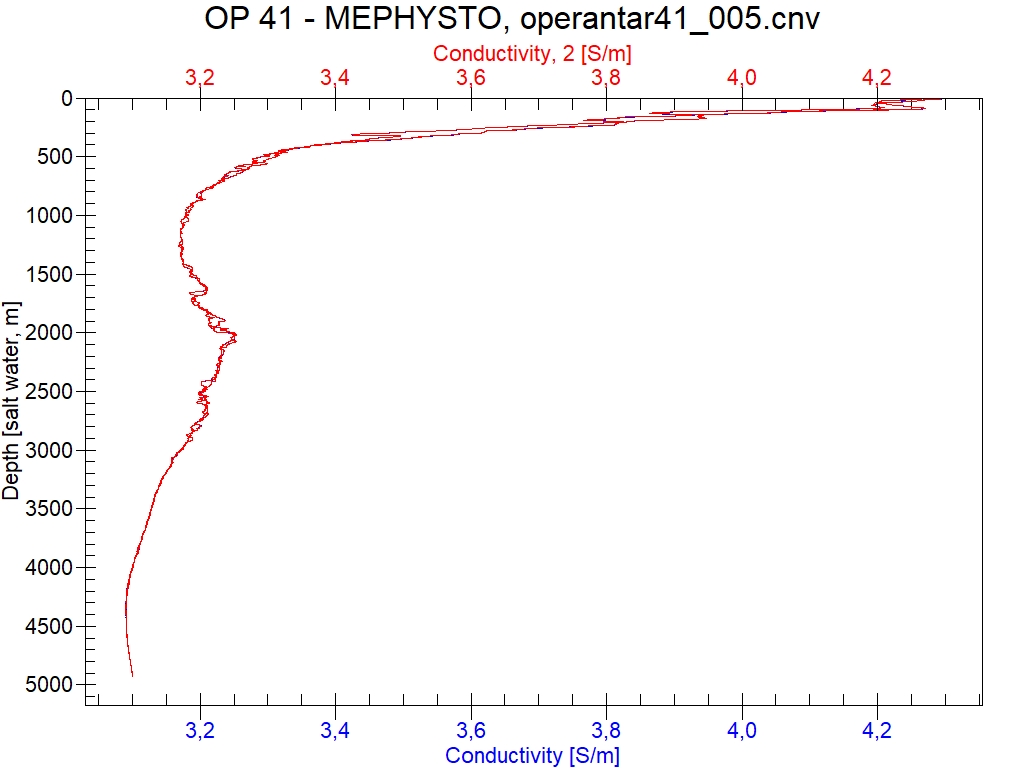 OP 41 - MEPHYSTO, operantar41_005.cnv
Conductivity, 2 [S/m]
3,2 3,4 3,6 3,8 4,0 4,2
0
500
1000
1500
2000
2500
3000
3500
4000
4500
5000
Depth [salt water, m]
3,2 3,4 3,6 3,8 4,0 4,2
Conductivity [S/m]